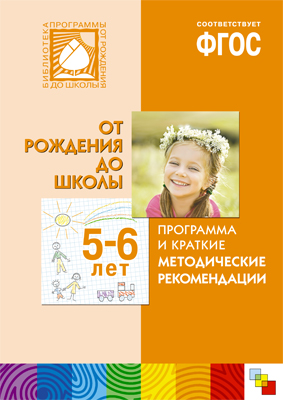 БИБЛИОТЕКА ПРОГРАММЫ
ОТ РОЖДЕНИЯ
ДО ШКОЛЫ
СООТВЕТСТВУЕТ
ФГОС
ОТ
РОЖДЕНИЯ
ДО
ШКОЛЫ
5-6
лет
ПРОГРАММА
И КРАТКИЕ
МЕТОДИЧЕСКИЕ
РЕКОМЕНДАЦИИ